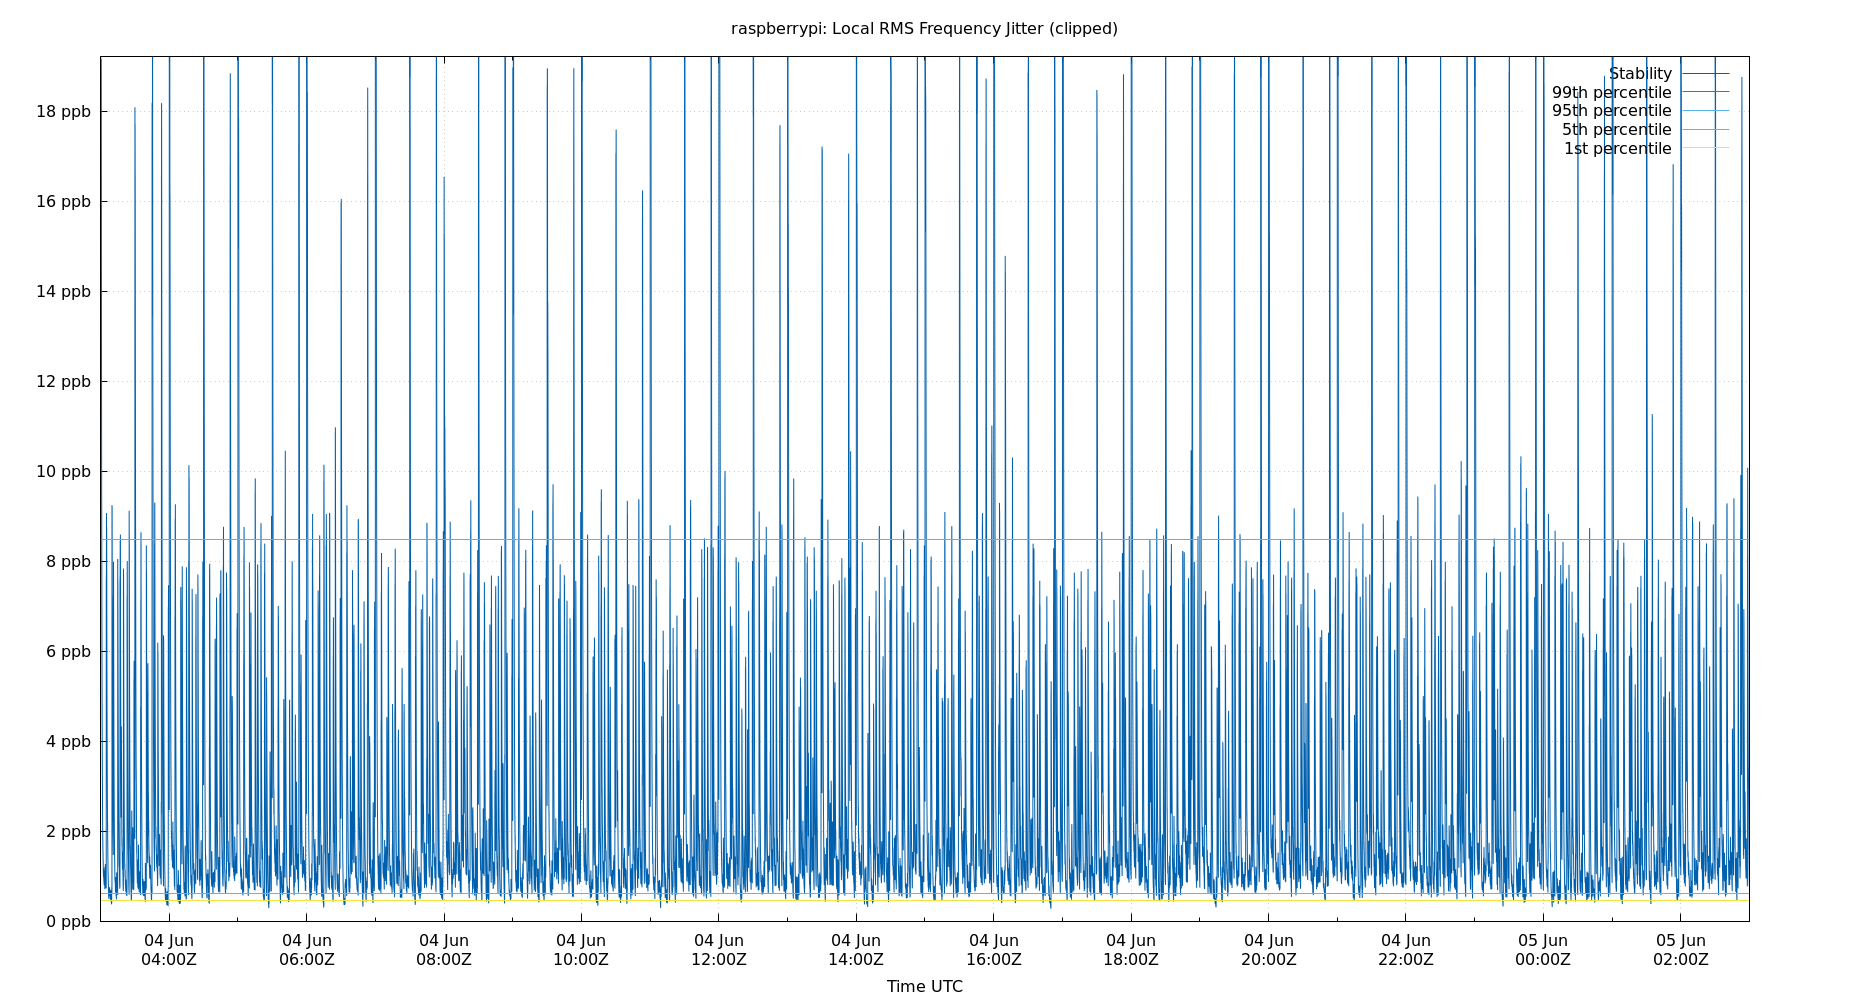 raspberrypi: Local RMS Frequency Jitter (clipped)
Stability
99th percentile
95th percentile
5th percentile
1st percentile
18 ppb
16 ppb
14 ppb
12 ppb
10 ppb
8 ppb
6 ppb
4 ppb
2 ppb
0 ppb
04 Jun 04 Jun 04 Jun 04 Jun 04 Jun 04 Jun 04 Jun 04 Jun 04 Jun 04 Jun 05 Jun 05 Jun
04:00Z 06:00Z 08:00Z 10:00Z 12:00Z 14:00Z 16:00Z 18:00Z 20:00Z 22:00Z 00:00Z 02:00Z
Time UTC